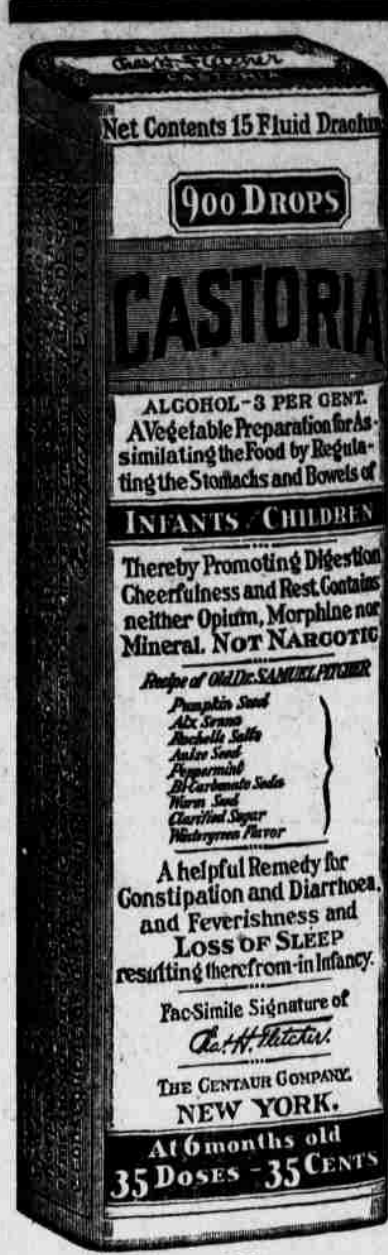 Chas. H. Fletcher
CASTORIA
Net Contents 15 Fluid Drachm
900 DROPS
CASTORIA
ALCOHOL-3 PER CENT.
A Vegetable Preparation for As-
similating the Food by Regula-
ting the Stomachs and Bowels of
INFANTS CHILDREN
Thereby Promoting Digestion
Cheerfulness and Rest. Contains
neither Opium, Morphine nor
Mineral. NOT NARCOTIC
Recipe of Old Dr. SAMUEL PITCHER
Pumpkin Seed
Alx Senna
Rochelle Salts
Anise Seed
Peppermint
Bi Carbonate Soda
Worm Seed
Clarified Sugar
Wintergreen Flavor
A helpful Remedy for
Constipation and Diarrhoea,
and Feverishness and
LOSS OF SLEEP
resulting therefrom-in Infancy.
Fac-Simile Signature of
Chas. H. Fletcher.
THE CENTAUR COMPANY.
NEW YORK.
At 6 months old
35 DOSES - 35 CENTS